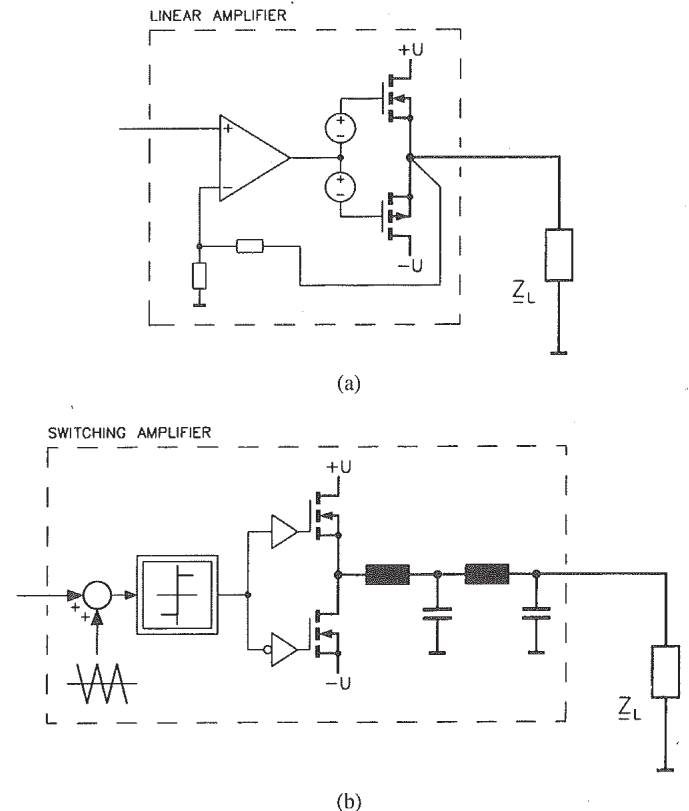 LINEAR AMPLIFIER
+U
+
−
+
−
+
−
−U
Z_L
(a)
SWITCHING AMPLIFIER
+U
+
+
−U
Z_L
(b)